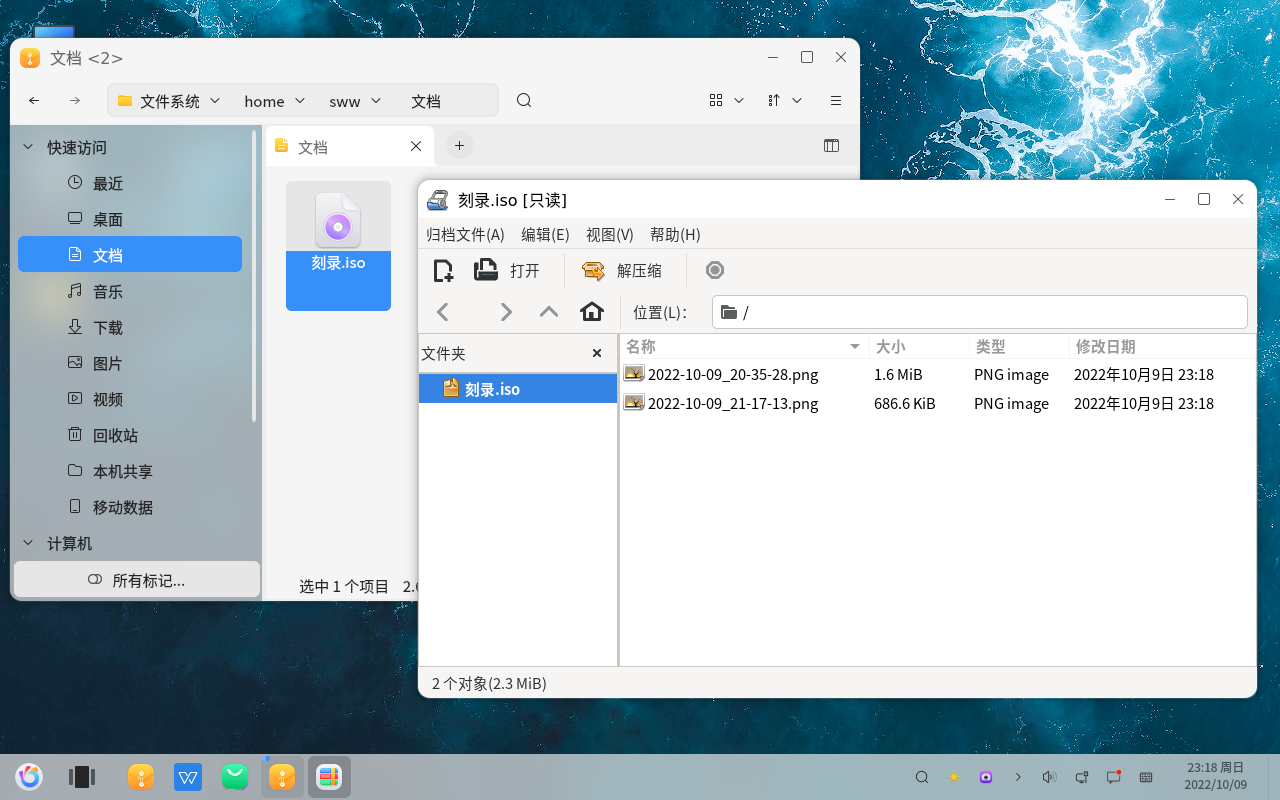 文档 <2>
文件系统 home sww 文档
快速访问
最近
桌面
文档
音乐
下载
图片
视频
回收站
本机共享
移动数据
计算机
所有标记...
文档
刻录.iso
选中 1 个项目
刻录.iso [只读]
归档文件(A) 编辑(E) 视图(V) 帮助(H)
打开 解压缩
位置(L)： /
文件夹
刻录.iso
名称 大小 类型 修改日期
2022-10-09_20-35-28.png 1.6 MiB PNG image 2022年10月9日 23:18
2022-10-09_21-17-13.png 686.6 KiB PNG image 2022年10月9日 23:18
2 个对象(2.3 MiB)
23:18 周日
2022/10/09